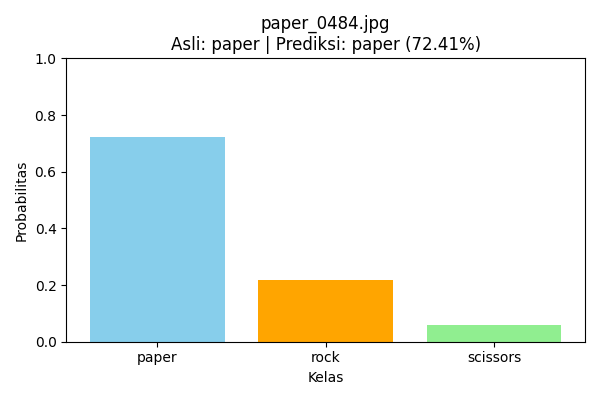 paper_0484.jpg
Asli: paper | Prediksi: paper (72.41%)
1.0
0.8
0.6
0.4
0.2
0.0
Probabilitas
paper
rock
scissors
Kelas